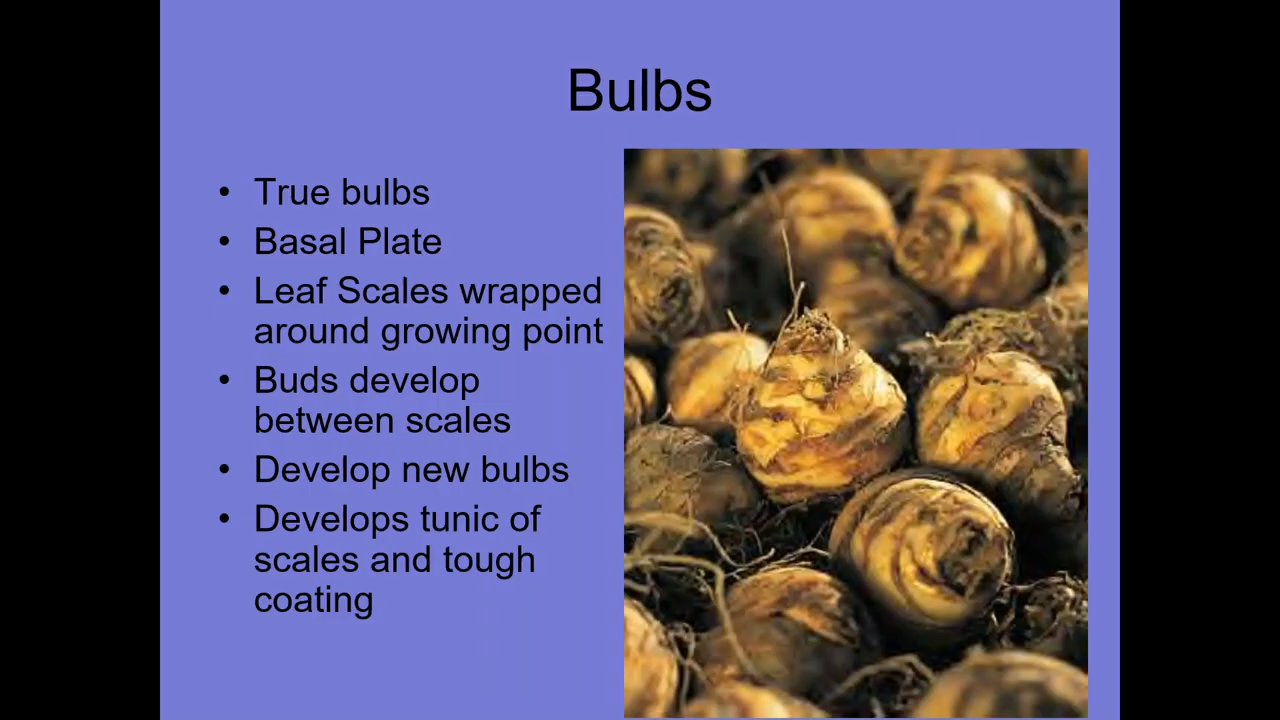 Bulbs
• True bulbs
• Basal Plate
• Leaf Scales wrapped
around growing point
• Buds develop
between scales
• Develop new bulbs
• Develops tunic of
scales and tough
coating